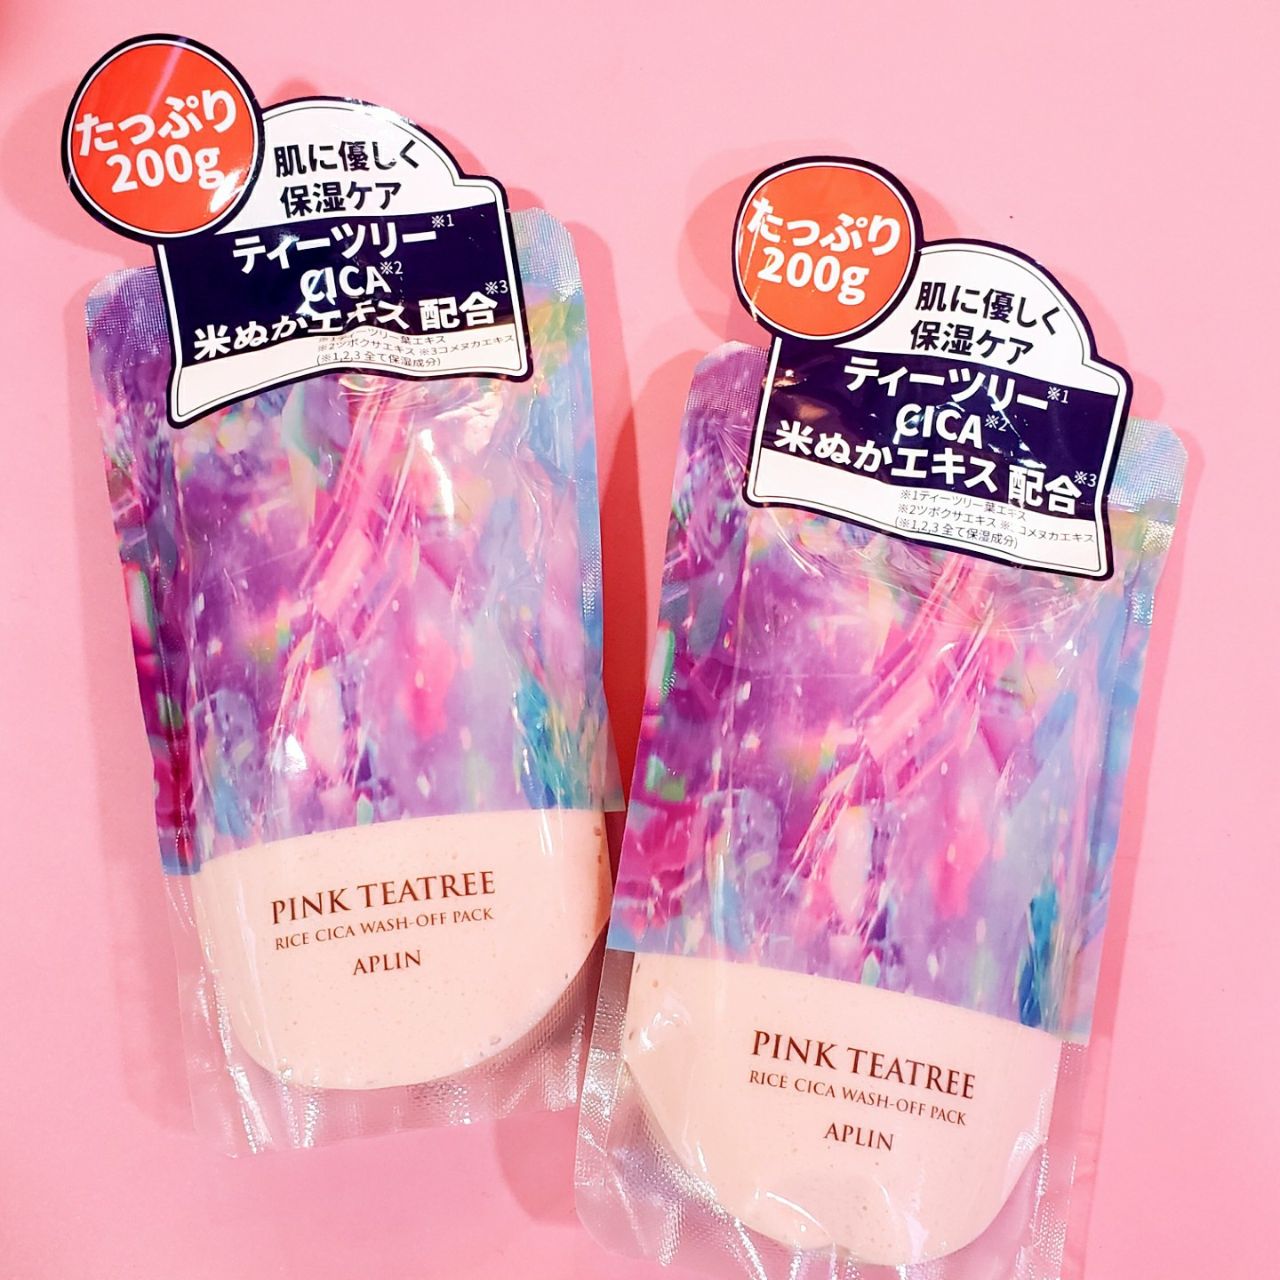 たっぷり
200g
肌に優しく
保湿ケア
ティーツリー※1
CICA※2
米ぬかエキス※3 配合
※1ティーツリー葉エキス
※2ツボクサエキス ※3コメヌカエキス
(※1,2,3 全て保湿成分)
PINK TEATREE
RICE CICA WASH-OFF PACK
APLIN
たっぷり
200g
肌に優しく
保湿ケア
ティーツリー※1
CICA※2
米ぬかエキス 配合※3
※1ティーツリー葉エキス
※2ツボクサエキス ※ コメヌカエキス
(※1,2,3 全て保湿成分)
PINK TEATREE
RICE CICA WASH-OFF PACK
APLIN